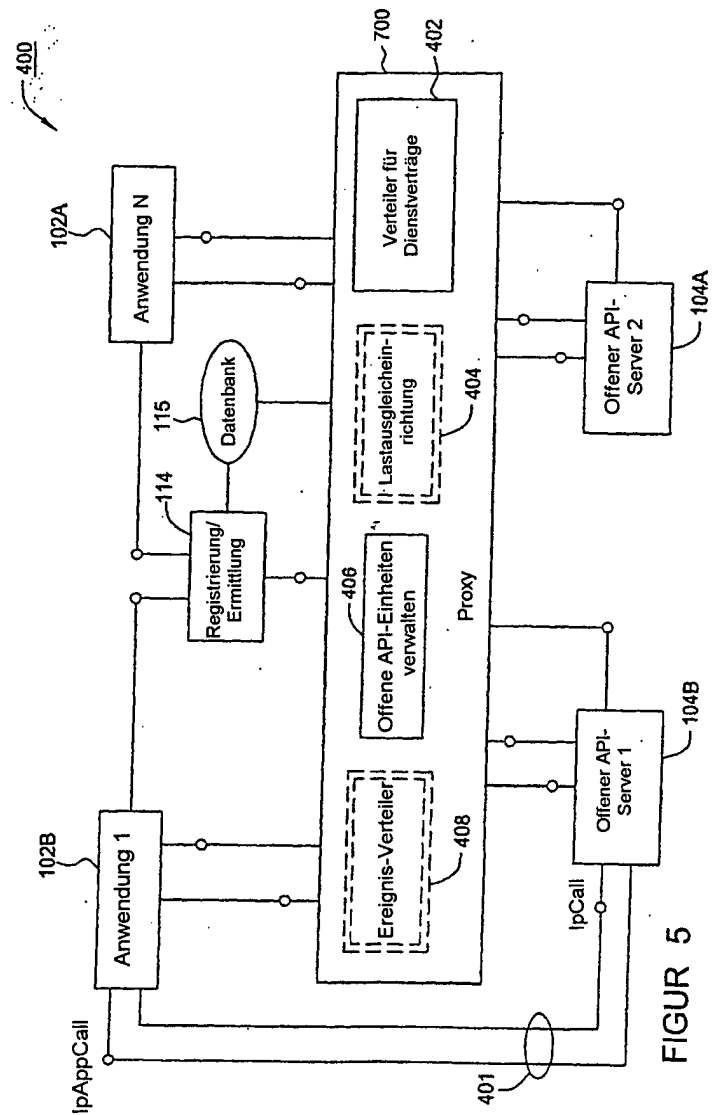 400
102B
Anwendung 1
102A
Anwendung N
IpAppCall
114
Registrierung/
Ermittlung
115
Datenbank
700
402
Verteiler für
Dienstverträge
Lastausgleichein-
richtung
404
406
Offene API-Einheiten
verwalten
Ereignis-Verteiler
408
Proxy
401
IpCall
Offener API-
Server 1
104B
Offener API-
Server 2
104A
FIGUR 5